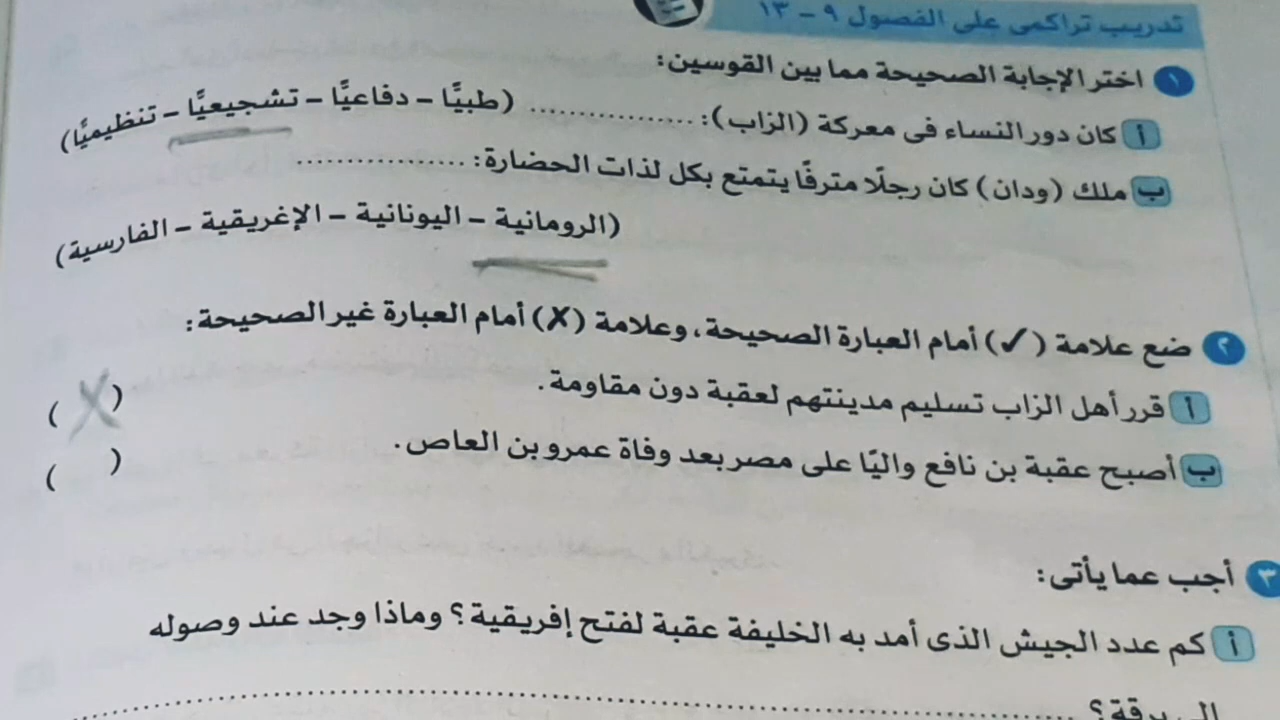 تدريب تراكمى على الفصول ٩ - ١٣
١ اختر الإجابة الصحيحة مما بين القوسين:
أ كان دور النساء فى معركة (الزاب): ................. (طبيًّا - دفاعيًّا - تشجيعيًّا - تنظيميًّا)
ب ملك (ودان) كان رجلًا مترفًا يتمتع بكل لذات الحضارة: .................
(الرومانية - اليونانية - الإغريقية - الفارسية)
٢ ضع علامة (✓) أمام العبارة الصحيحة، وعلامة (✗) أمام العبارة غير الصحيحة:
أ قرر أهل الزاب تسليم مدينتهم لعقبة دون مقاومة. ( X )
ب أصبح عقبة بن نافع واليًا على مصر بعد وفاة عمرو بن العاص. ( )
٣ أجب عما يأتى:
أ كم عدد الجيش الذى أمد به الخليفة عقبة لفتح إفريقية؟ وماذا وجد عند وصوله
إلى برقة؟